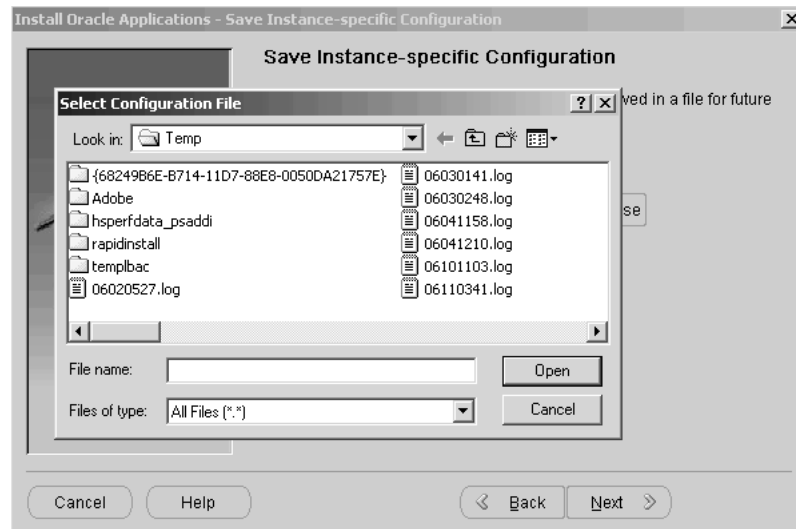 Install Oracle Applications - Save Instance-specific Configuration
Save Instance-specific Configuration
ved in a file for future
se
Select Configuration File
Look in: Temp
{68249B6E-B714-11D7-88E8-0050DA21757E}
Adobe
hsperfdata_psaddi
rapidinstall
templbac
06020527.log
06030141.log
06030248.log
06041158.log
06041210.log
06101103.log
06110341.log
File name:
Open
Files of type: All Files (*.*)
Cancel
Cancel Help Back Next